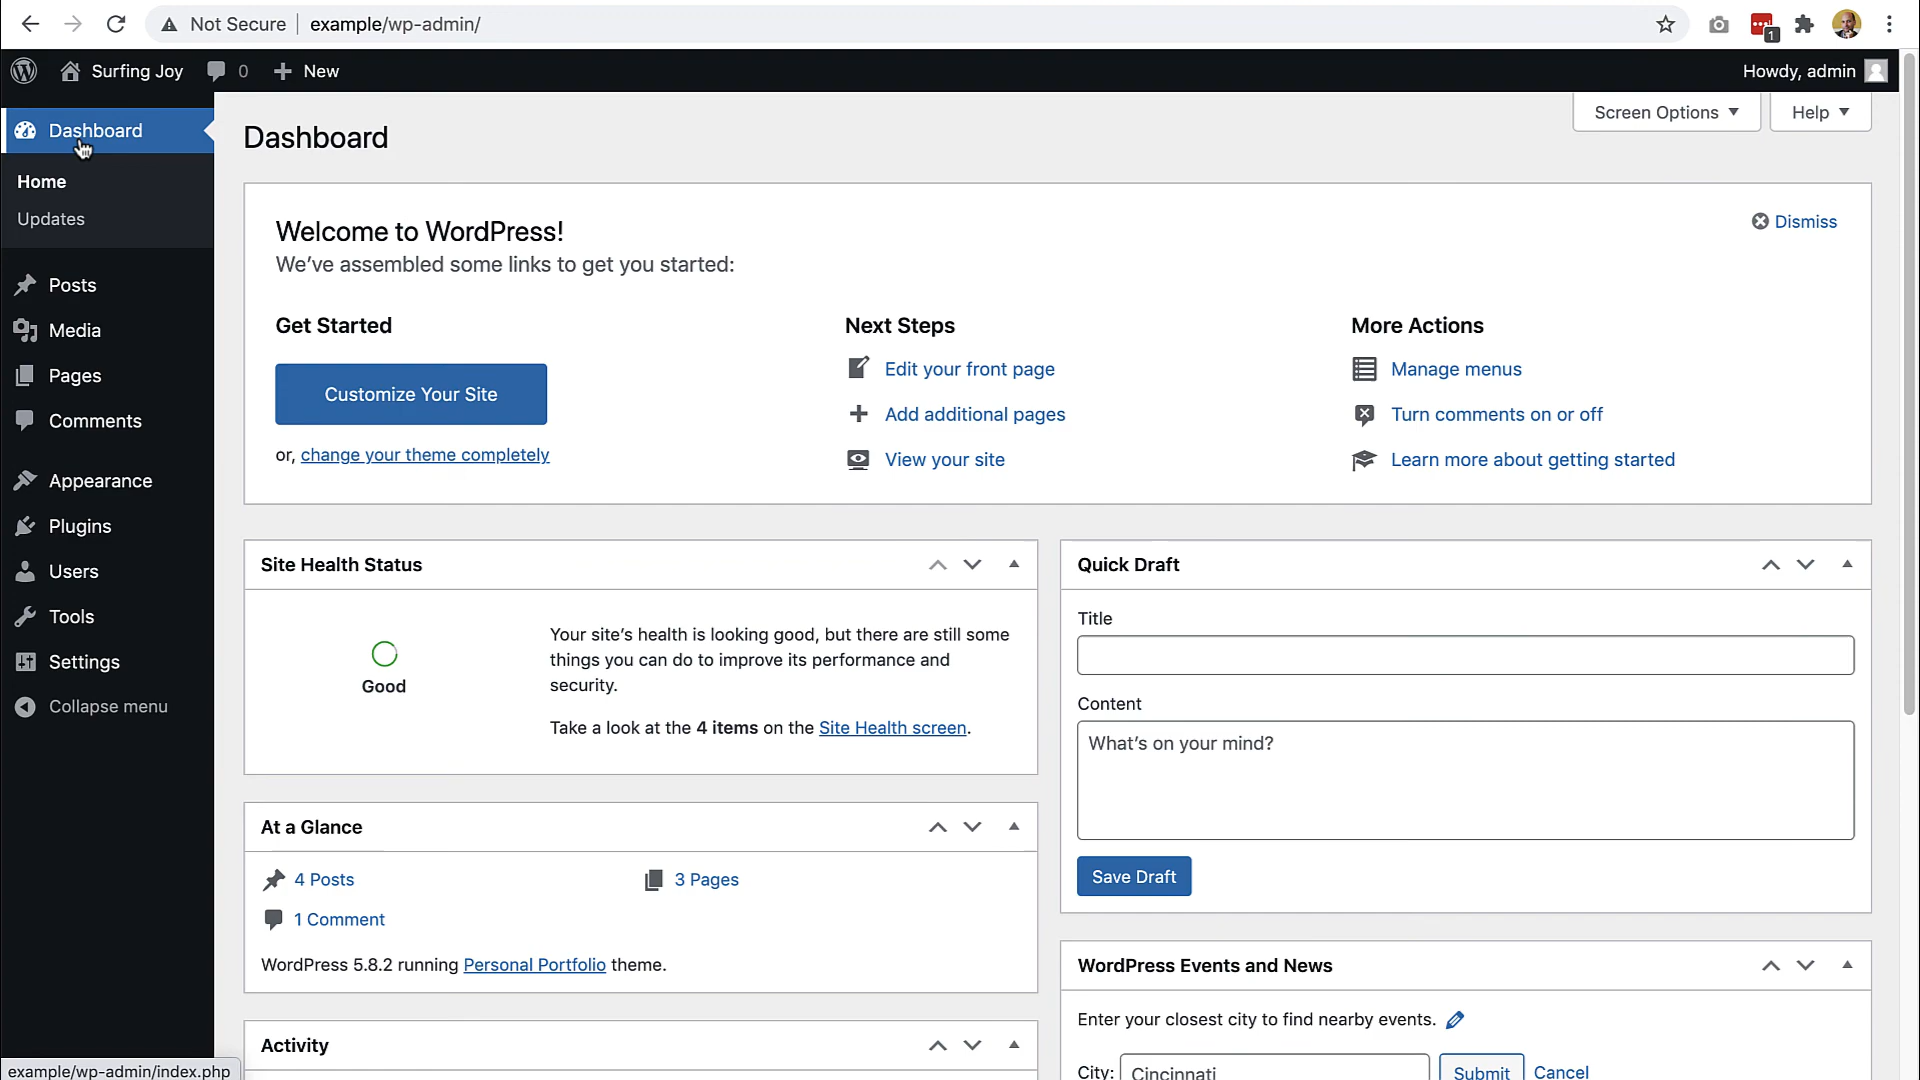 Not Secure
example/wp-admin/
1
Surfing Joy
0
New
Howdy, admin
Dashboard
Home
Updates
Posts
Media
Pages
Comments
Appearance
Plugins
Users
Tools
Settings
Collapse menu
Screen Options
Help
Dashboard
Welcome to WordPress!
We've assembled some links to get you started:
Dismiss
Get Started
Customize Your Site
or, change your theme completely
Next Steps
Edit your front page
Add additional pages
View your site
More Actions
Manage menus
Turn comments on or off
Learn more about getting started
Site Health Status
Good
Your site's health is looking good, but there are still some
things you can do to improve its performance and
security.
Take a look at the 4 items on the Site Health screen.
At a Glance
4 Posts
3 Pages
1 Comment
WordPress 5.8.2 running Personal Portfolio theme.
Activity
Quick Draft
Title
Content
What's on your mind?
Save Draft
WordPress Events and News
Enter your closest city to find nearby events.
City:
Cincinnati
Submit
Cancel
example/wp-admin/index.php